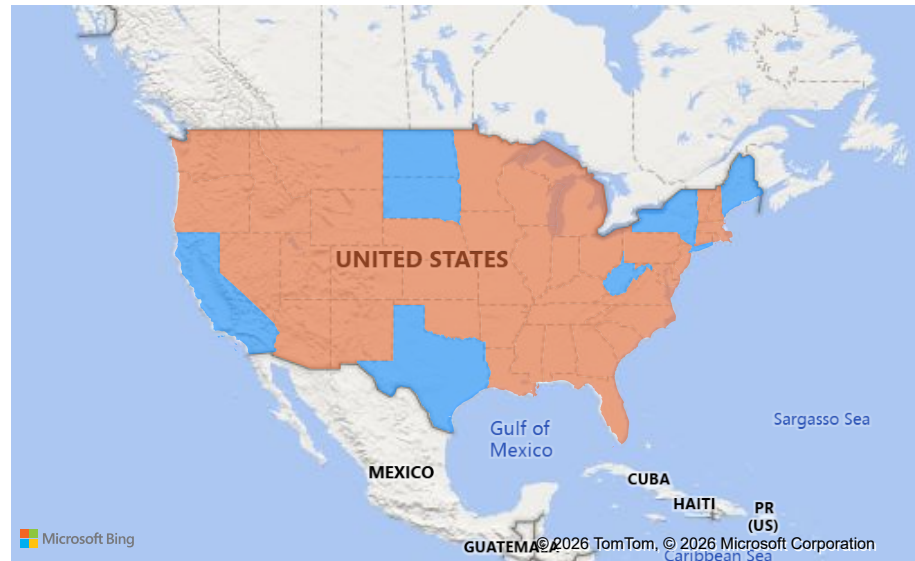 UNITED STATES
Sargasso Sea
Gulf of
Mexico
MEXICO
CUBA
HAITI
PR
(US)
Microsoft Bing
GUATEMALA
© 2026 TomTom, © 2026 Microsoft Corporation
Caribbean Sea